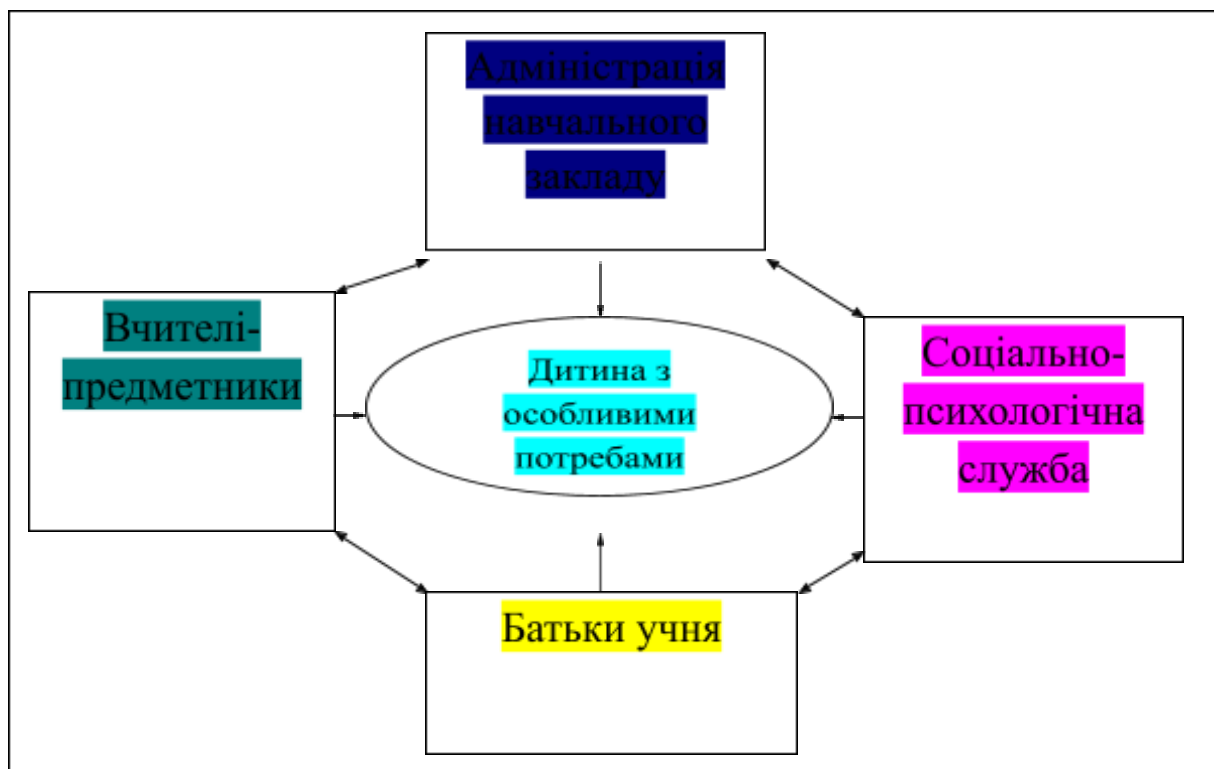 Адміністрація
навчального
закладу
Вчителі-
предметники
Дитина з
особливими
потребами
Соціально-
психологічна
служба
Батьки учня